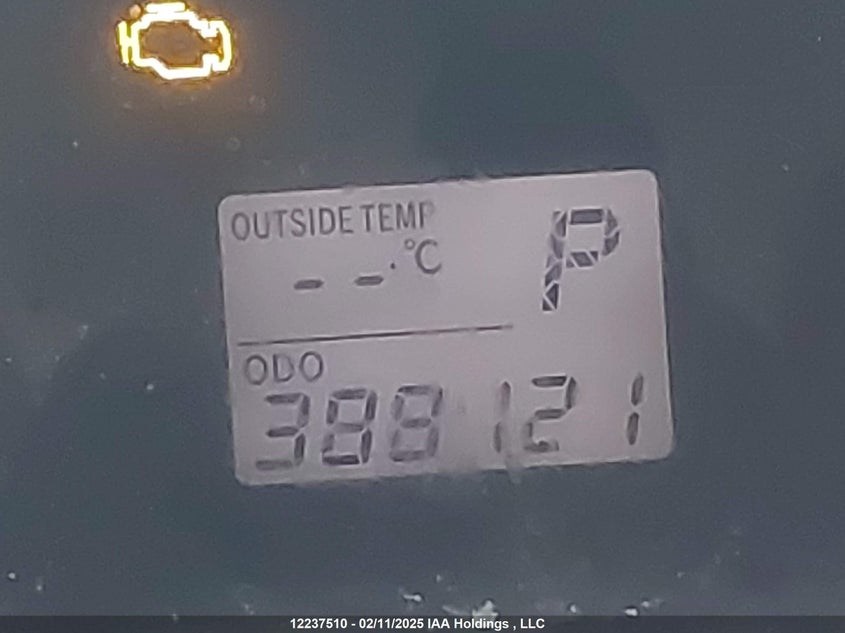 OUTSIDE TEMP
P
- -.°C
ODO
388121
12237510 - 02/11/2025 IAA Holdings , LLC